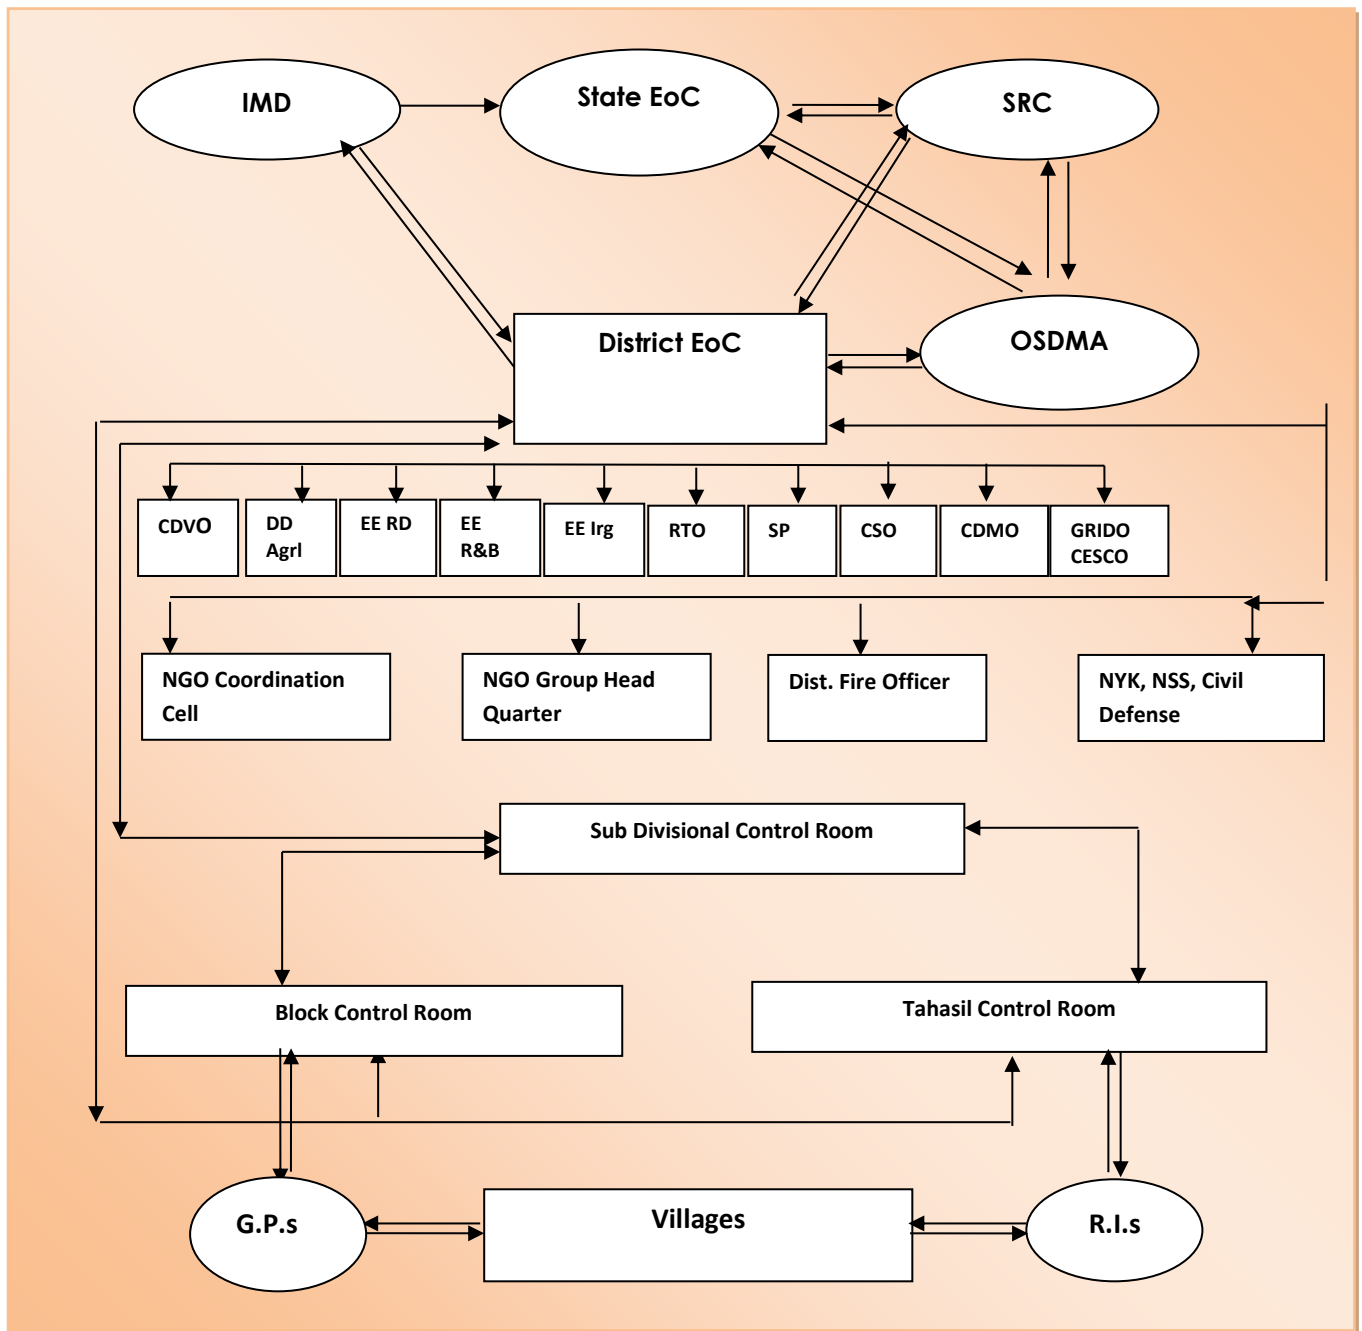 IMD
State EoC
SRC
District EoC
OSDMA
CDVO
DD
Agrl
EE RD
EE
R&B
EE Irg
RTO
SP
CSO
CDMO
GRIDO
CESCO
NGO Coordination
Cell
NGO Group Head
Quarter
Dist. Fire Officer
NYK, NSS, Civil
Defense
Sub Divisional Control Room
Block Control Room
Tahasil Control Room
G.P.s
Villages
R.I.s